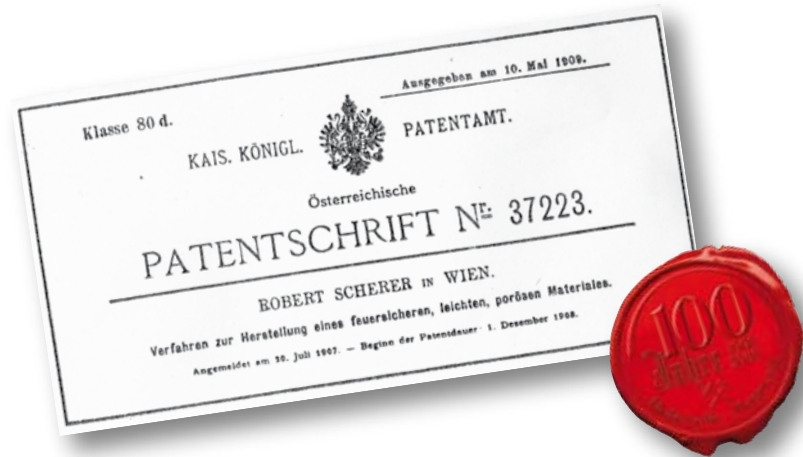 Klasse 80 d.
Ausgegeben am 10. Mai 1909.
KAIS. KÖNIGL. PATENTAMT.
Österreichische
PATENTSCHRIFT Nr. 37223.
ROBERT SCHERER IN WIEN.
Verfahren zur Herstellung eines feuersicheren, leichten, porösen Materiales.
Angemeldet am 30. Juli 1907. — Beginn der Patentdauer: 1. Dezember 1908.
100
Jahre